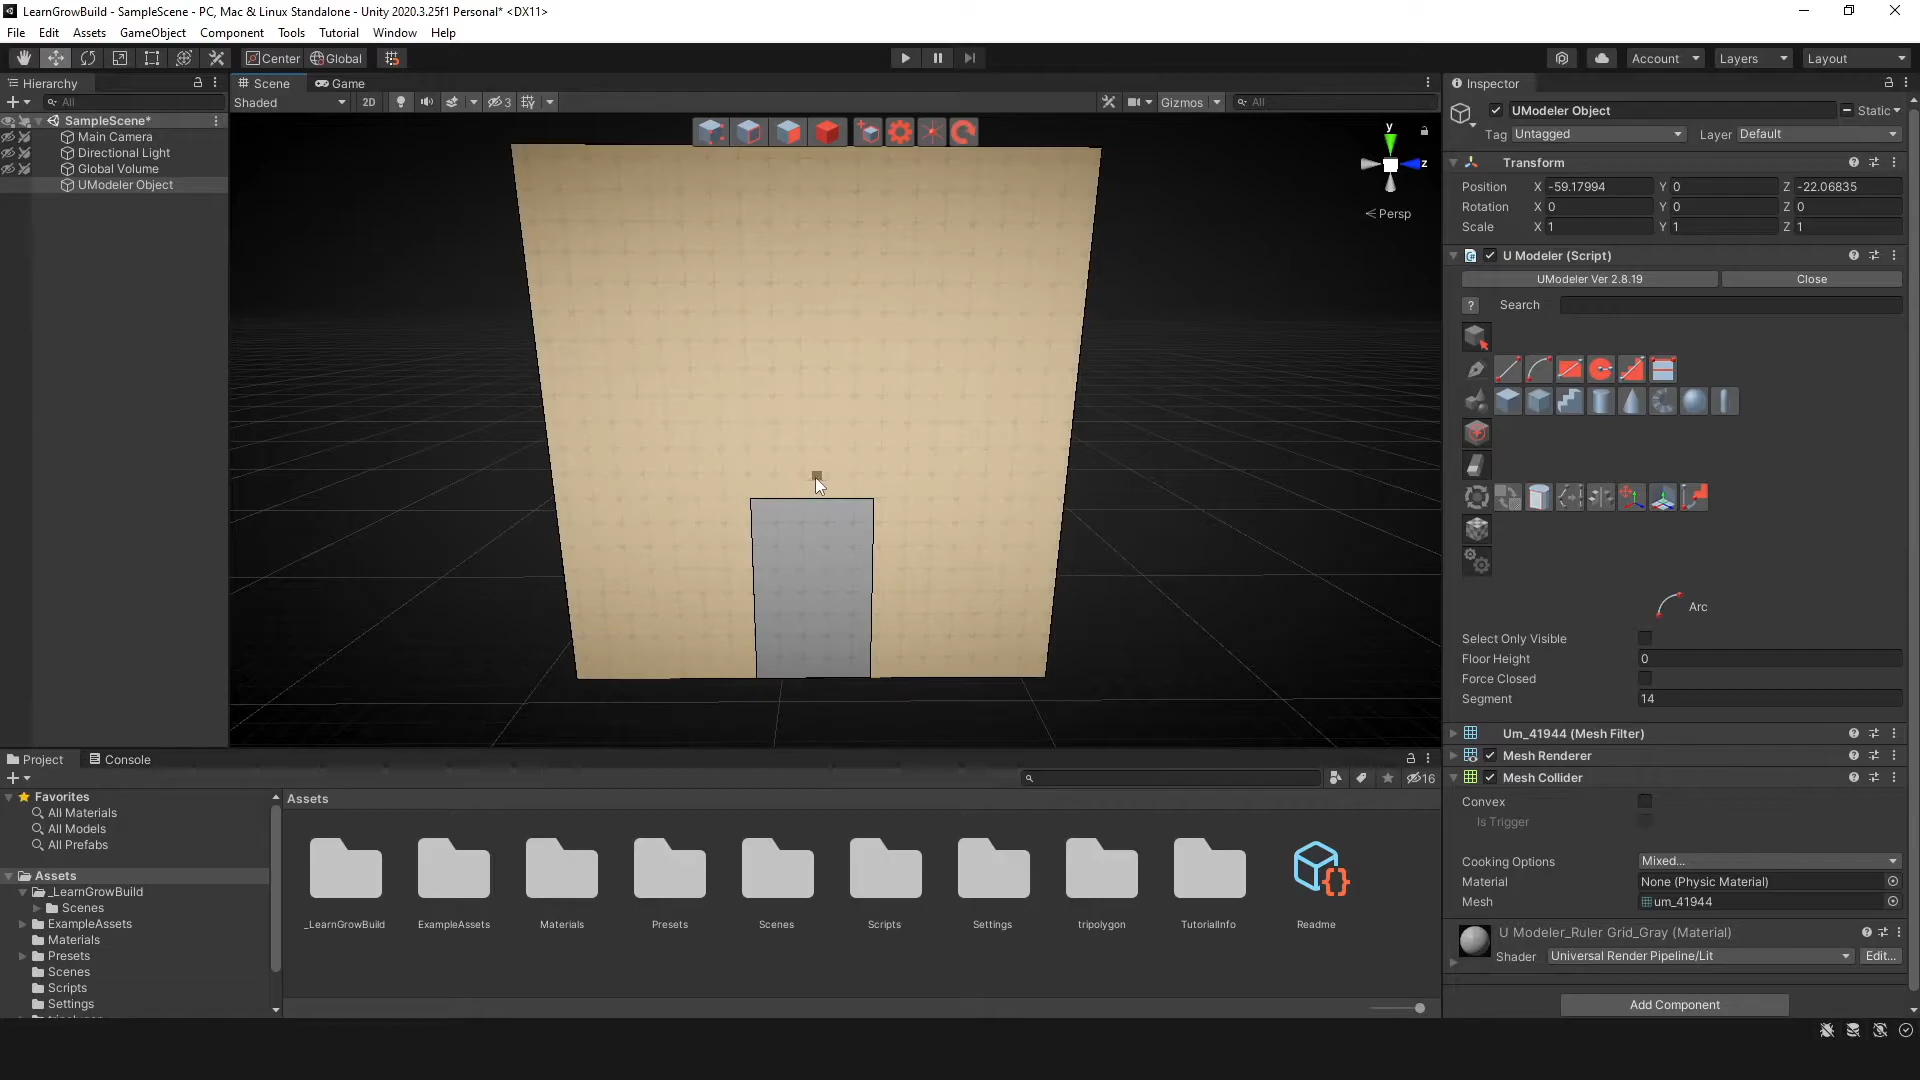 LearnGrowBuild - SampleScene - PC, Mac & Linux Standalone - Unity 2020.3.25f1 Personal* <DX11>
File Edit Assets GameObject Component Tools Tutorial Window Help
Center Global Account Layers Layout
Hierarchy
All
SampleScene*
Main Camera
Directional Light
Global Volume
UModeler Object
Scene Game
Shaded 2D 3 Gizmos All
y
z
Persp
Inspector
UModeler Object Static
Tag Untagged Layer Default
Transform
Position X -59.17994 Y 0 Z -22.06835
Rotation X 0 Y 0 Z 0
Scale X 1 Y 1 Z 1
U Modeler (Script)
UModeler Ver 2.8.19 Close
? Search
Arc
Select Only Visible
Floor Height 0
Force Closed
Segment 14
Um_41944 (Mesh Filter)
Mesh Renderer
Mesh Collider
Convex
Is Trigger
Cooking Options Mixed...
Material None (Physic Material)
Mesh um_41944
U Modeler_Ruler Grid_Gray (Material)
Shader Universal Render Pipeline/Lit Edit...
Add Component
Project Console
16
Favorites
All Materials
All Models
All Prefabs
Assets
_LearnGrowBuild
Scenes
ExampleAssets
Materials
Presets
Scenes
Scripts
Settings
Assets
_LearnGrowBuild ExampleAssets Materials Presets Scenes Scripts Settings tripolygon TutorialInfo Readme